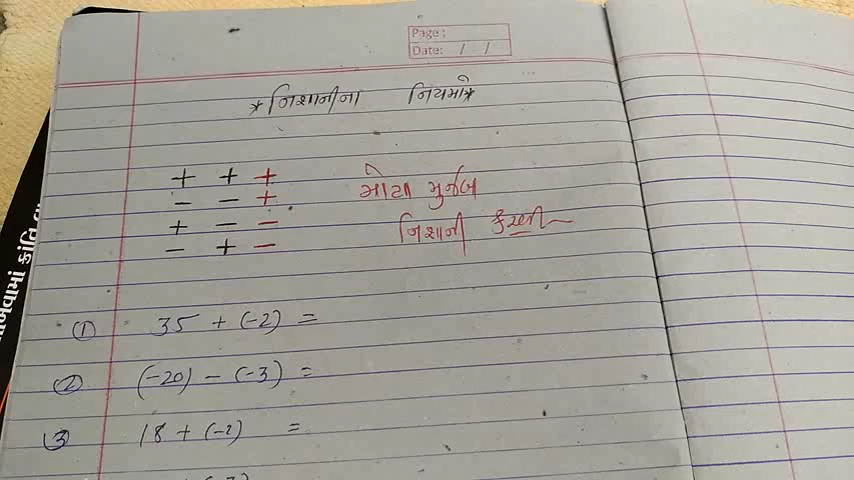 Page:
Date: / /
* નિશાનીના નિયમો *
+ + +
- - +
+ - -
- + -
મોટા મુજબ
નિશાની કરવી
① 35 + (-2) =
② (-20) - (-3) =
③ 18 + (-2) =